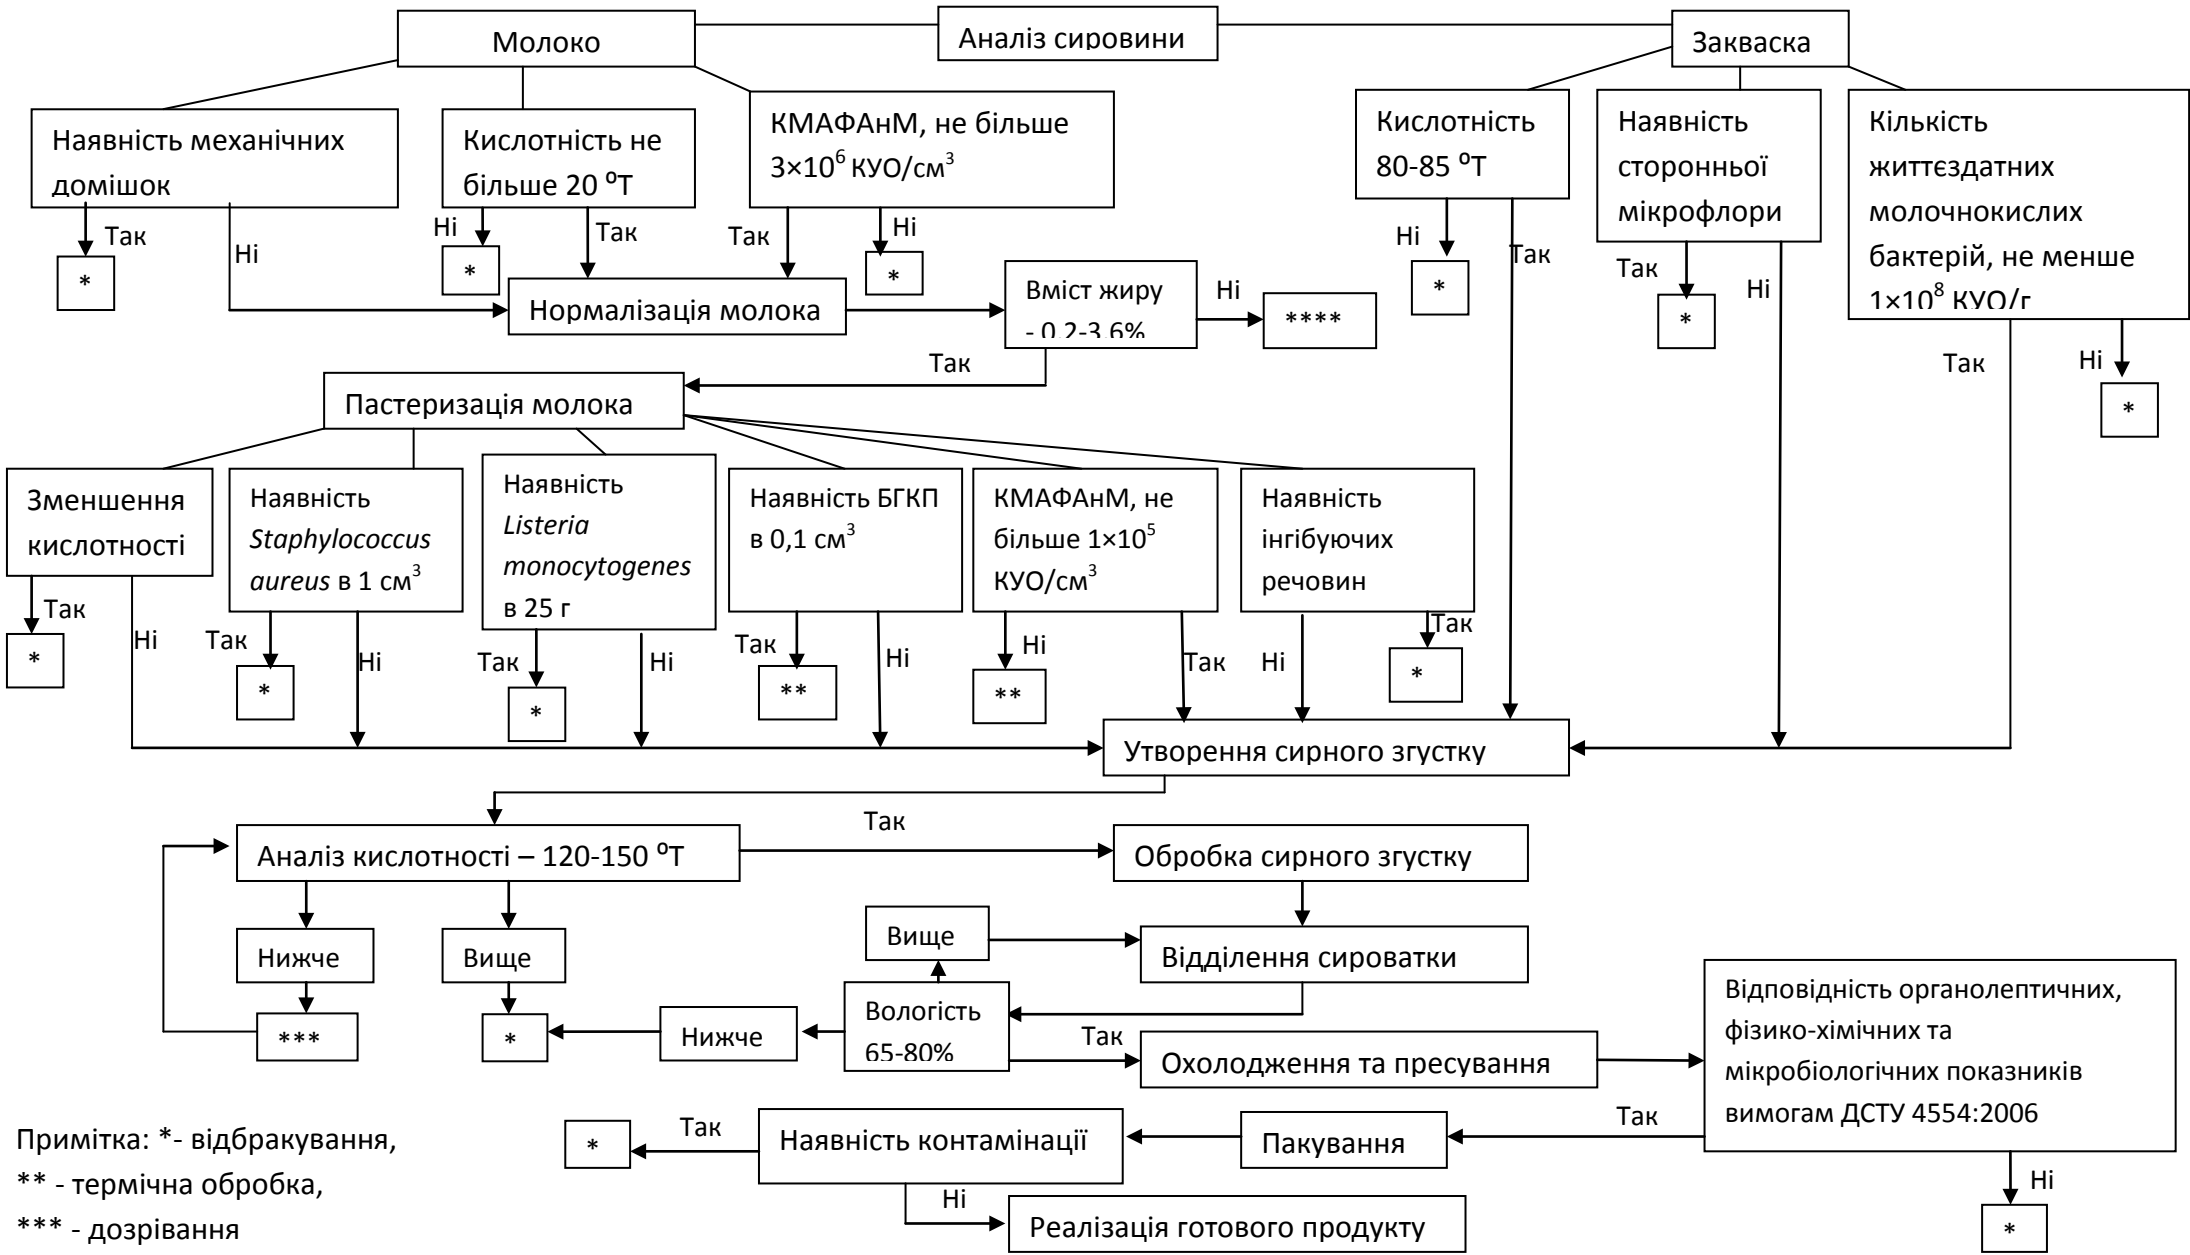 Аналіз сировини
Молоко
Закваска
Наявність механічних
домішок
Кислотність не
більше 20 ⁰Т
КМАФАнМ, не більше
3×10⁶ КУО/см³
Кислотність
80-85 ⁰Т
Наявність
сторонньої
мікрофлори
Кількість
життєздатних
молочнокислих
бактерій, не менше
1×10⁸ КУО/г
Так
*
Ні
Ні
*
Так
Так
Ні
*
Ні
*
Так
Так
*
Ні
Так
Ні
*
Нормалізація молока
Вміст жиру
- 0,2-3,6%
Ні
****
Так
Пастеризація молока
Зменшення
кислотності
Наявність
Staphylococcus
aureus в 1 см³
Наявність
Listeria
monocytogenes
в 25 г
Наявність БГКП
в 0,1 см³
КМАФАнМ, не
більше 1×10⁵
КУО/см³
Наявність
інгібуючих
речовин
Так
*
Ні
Так
*
Ні
Так
*
Ні
Так
**
Ні
Ні
**
Так
Ні
Так
*
Утворення сирного згустку
Аналіз кислотності – 120-150 ⁰Т
Так
Обробка сирного згустку
Нижче
Вище
***
*
Вище
Відділення сироватки
Нижче
Вологість
65-80%
Так
Охолодження та пресування
Відповідність органолептичних,
фізико-хімічних та
мікробіологічних показників
вимогам ДСТУ 4554:2006
Так
Ні
*
Пакування
Наявність контамінації
Так
*
Ні
Реалізація готового продукту
Примітка: *- відбракування,
** - термічна обробка,
*** - дозрівання